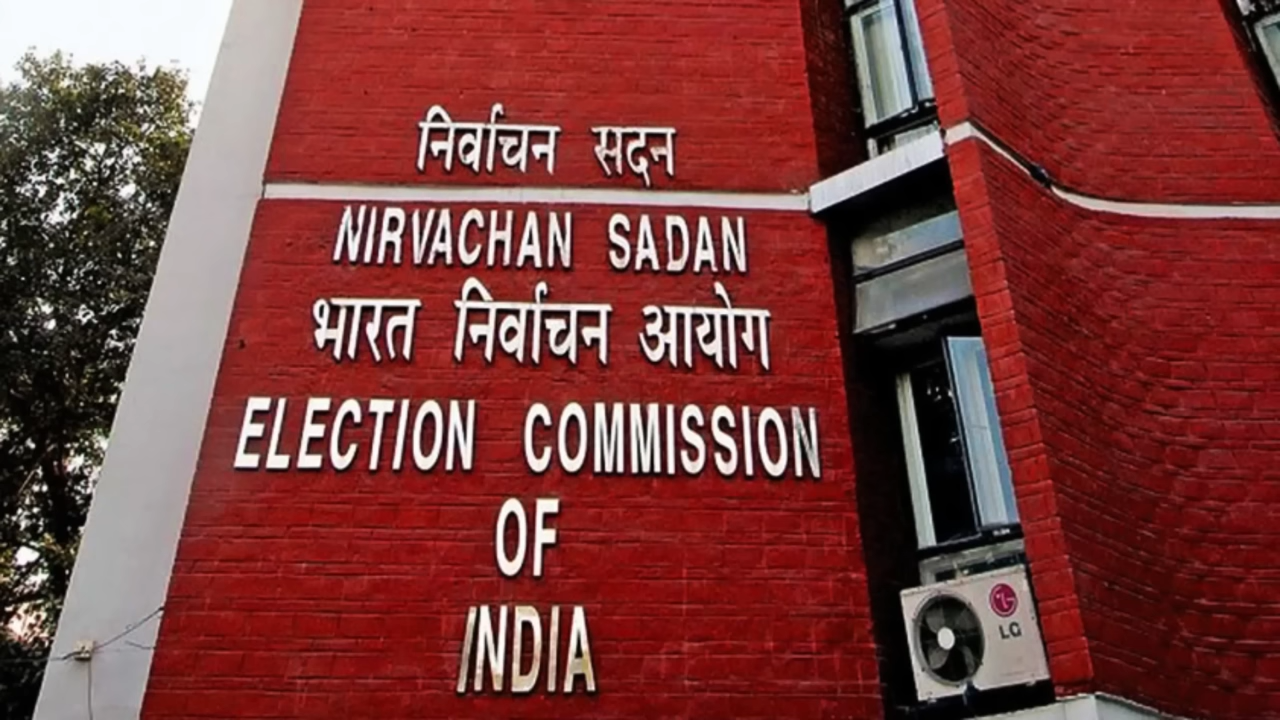 निर्वाचन सदन
NIRVACHAN SADAN
भारत निर्वाचन आयोग
ELECTION COMMISSION
OF
INDIA
LG